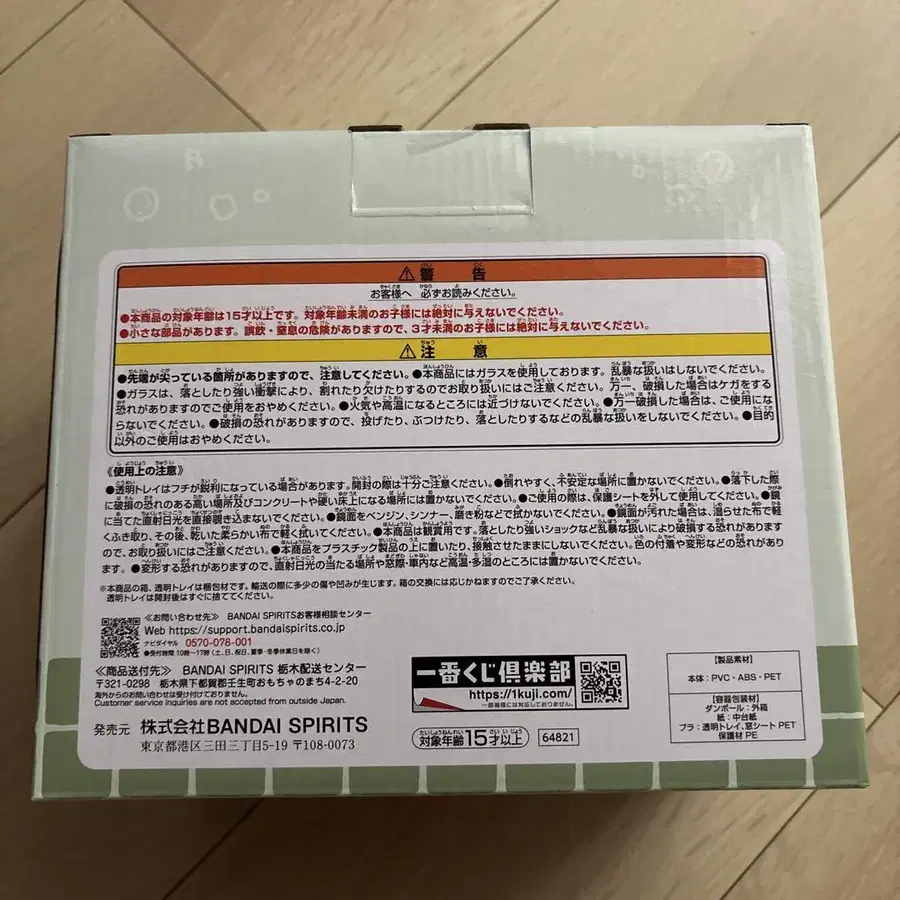 ⚠警告
お客様へ 必ずお読みください。
●本商品の対象年齢は15才以上です。対象年齢未満のお子様には絶対に与えないでください。
●小さな部品があります。誤飲・窒息の危険がありますので、3才未満のお子様には絶対に与えないでください。
⚠注意
●先端が尖っている箇所がありますので、注意してください。●本商品にはガラスを使用しております。乱暴な扱いはしないでください。
●ガラスは、落としたり強い衝撃により、割れたり欠けたりするのでお取り扱いにはご注意ください。万一、破損した場合はケガをする
恐れがありますのでご使用をおやめください。●火気や高温になるところには近づけないでください。●万一破損した場合は、ご使用にな
らないでください。●破損の恐れがありますので、投げたり、ぶつけたり、落としたりするなどの乱暴な扱いをしないでください。●目的
以外のご使用はおやめください。
《使用上の注意》
●透明トレイはフチが鋭利になっている場合があります。開封の際は十分ご注意ください。●倒れやすく、不安定な場所に置かないでください。●落下した際
に破損の恐れのある高い場所及びコンクリートや硬い床上になる場所には置かないでください。●ご使用の際は、保護シートを外して使用してください。●鏡
に当てた直射日光を直接覗き込まないでください。●鏡面をベンジン、シンナー、磨き粉などで拭かないでください。●鏡面が汚れた場合は、湿らせた布で軽
くふき取り、その後、乾いた柔らかい布で軽く拭いてください。●本商品は観賞用です。落としたり強いショックなど乱暴な扱いにより破損する恐れがあります
ので、お取り扱いにはご注意ください。●本商品をプラスチック製品の上に置いたり、接触させたままにしないでください。色の付着や変形などの恐れがあり
ます。●変形する恐れがありますので、直射日光の当たる場所や窓際・車内など高温・多湿のところには置かないでください。
※本商品の箱、透明トレイは梱包材です。輸送の際に多少の傷や凹みが生じます。箱の交換には応じかねますのでご了承ください。
透明トレイは開封後はすぐに捨ててください。
≪お問い合わせ先≫ BANDAI SPIRITSお客様相談センター
Web https://support.bandaispirits.co.jp
ナビダイヤル 0570-078-001
●受付時間 10時～17時(土、日、祝日、夏季・冬季休業日を除く)
≪商品送付先≫ BANDAI SPIRITS 栃木配送センター
〒321-0298 栃木県下都賀郡壬生町おもちゃのまち4-2-20
海外からのお問い合わせは受け付けておりません。
Customer service inquiries are not accepted from outside Japan.
発売元 株式会社BANDAI SPIRITS
東京都港区三田三丁目5-19 〒108-0073
一番くじ倶楽部
https://1kuji.com/
対象年齢15才以上
64821
【製品素材】
本体:PVC・ABS・PET
【容器包装材】
ダンボール:外箱
紙:中台紙
プラ:透明トレイ、窓シート PET
保護材 PE